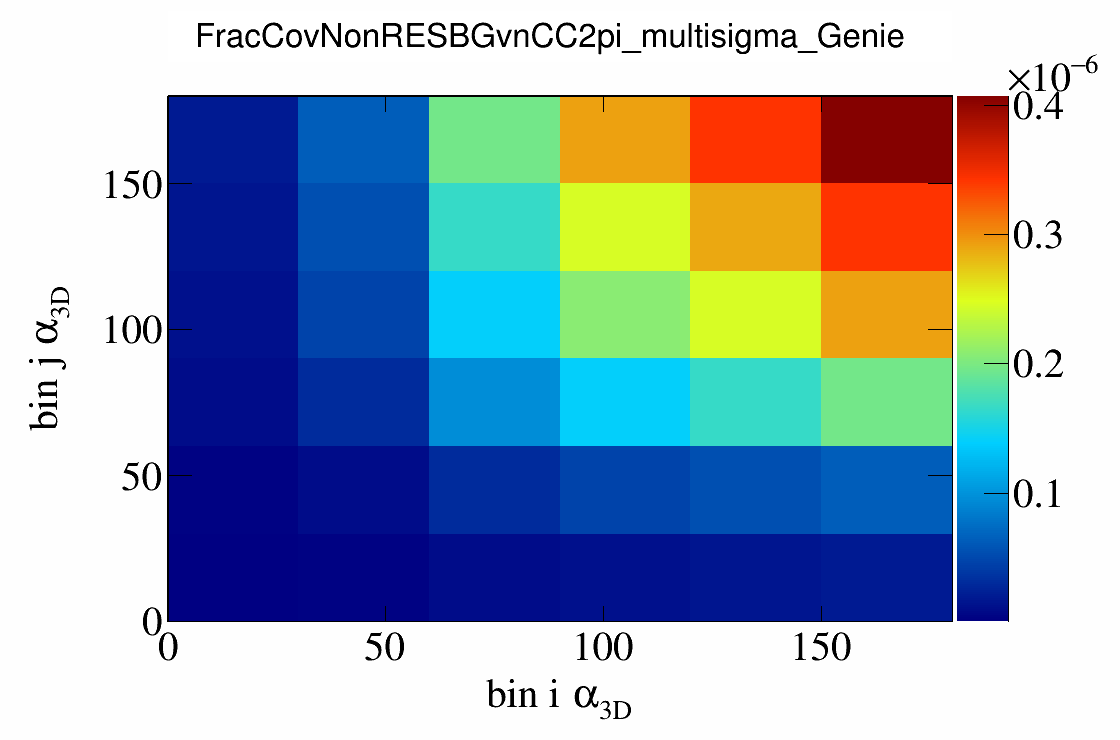 FracCovNonRESBGvnCC2pi_multisigma_Genie
×10⁻⁶
0.4
0.3
0.2
0.1
150
100
50
0
0 50 100 150
bin j α3D
bin i α3D